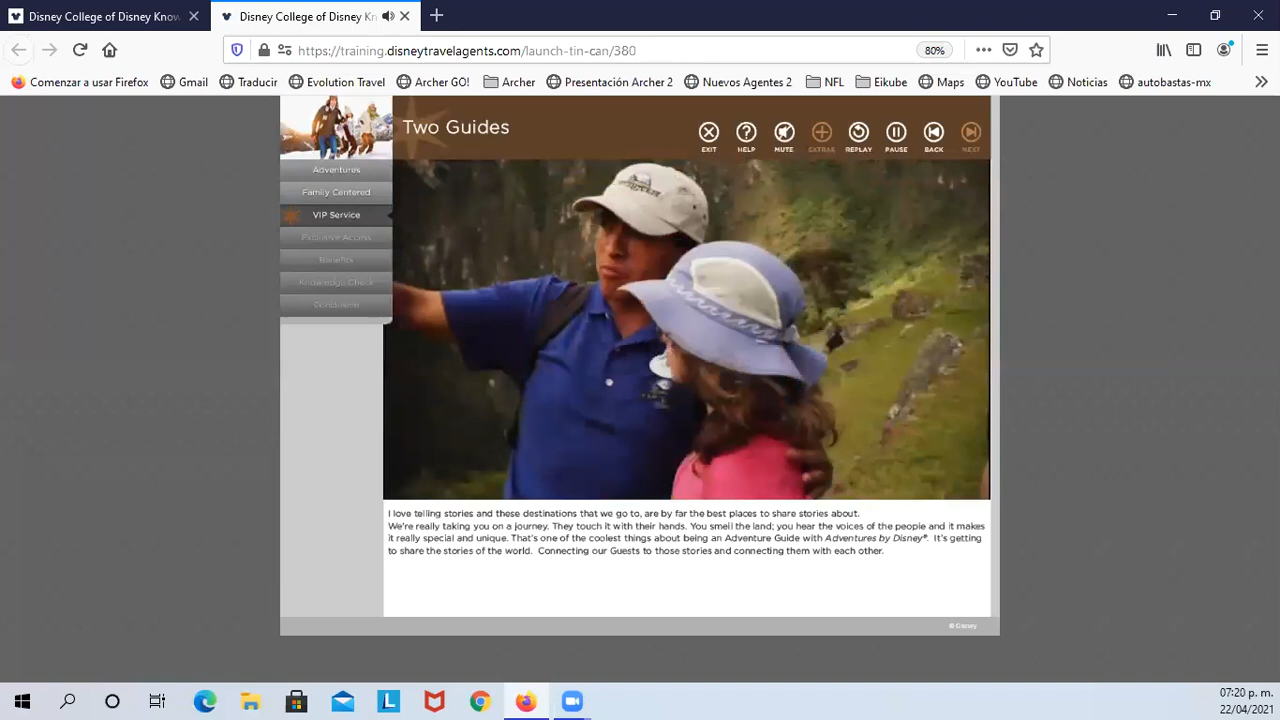 Disney College of Disney Know
Disney College of Disney Kn
https://training.disneytravelagents.com/launch-tin-can/380
80%
Comenzar a usar Firefox
Gmail
Traducir
Evolution Travel
Archer GO!
Archer
Presentación Archer 2
Nuevos Agentes 2
NFL
Eikube
Maps
YouTube
Noticias
autobastas-mx
Two Guides
EXIT
HELP
MUTE
EXTRAS
REPLAY
PAUSE
BACK
NEXT
Adventures
Family Centered
VIP Service
Exclusive Access
Benefits
Knowledge Check
Conclusion
I love telling stories and these destinations that we go to, are by far the best places to share stories about.
We're really taking you on a journey. They touch it with their hands. You smell the land; you hear the voices of the people and it makes
it really special and unique. That's one of the coolest things about being an Adventure Guide with Adventures by Disney®. It's getting
to share the stories of the world. Connecting our Guests to those stories and connecting them with each other.
© Disney
07:20 p. m.
22/04/2021